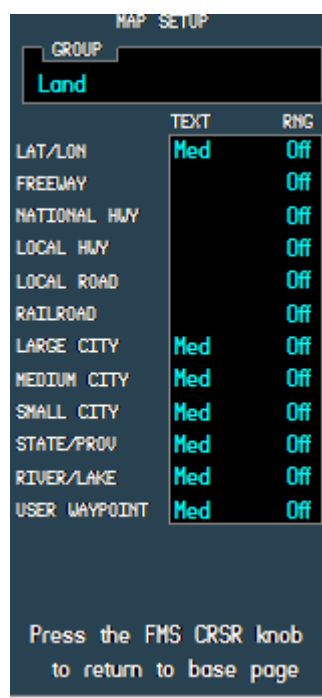 MAP SETUP
GROUP
Land
TEXT RNG
LAT/LON Med Off
FREEWAY Off
NATIONAL HWY Off
LOCAL HWY Off
LOCAL ROAD Off
RAILROAD Off
LARGE CITY Med Off
MEDIUM CITY Med Off
SMALL CITY Med Off
STATE/PROV Med Off
RIVER/LAKE Med Off
USER WAYPOINT Med Off
Press the FMS CRSR knob
to return to base page